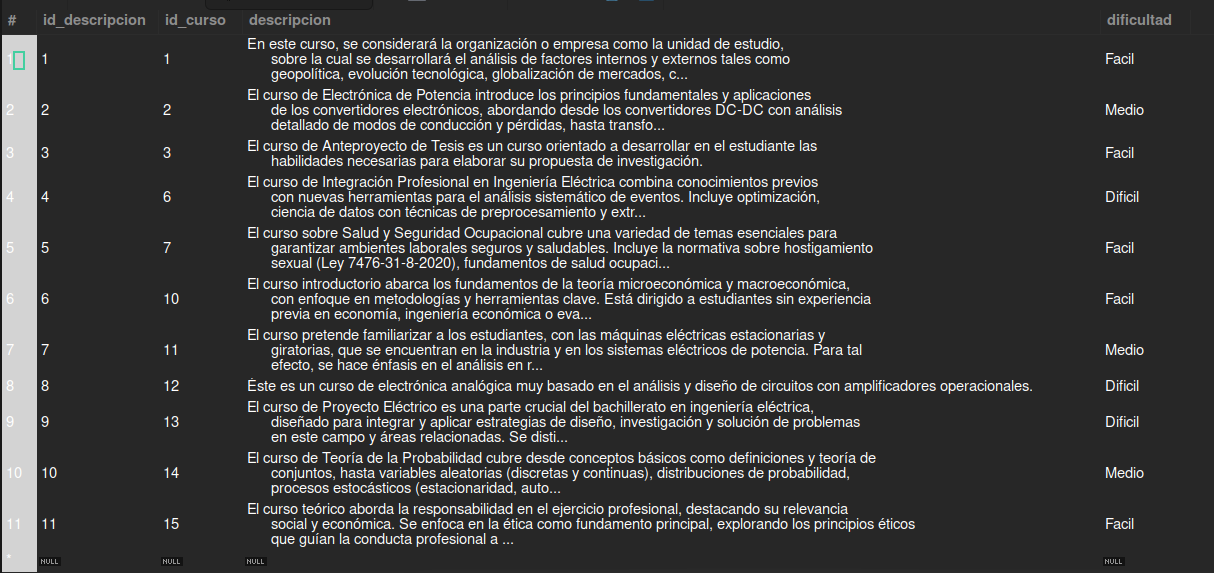 # id_descripcion id_curso descripcion dificultad
1 1 1 En este curso, se considerará la organización o empresa como la unidad de estudio,
sobre la cual se desarrollará el análisis de factores internos y externos tales como Facil
geopolítica, evolución tecnológica, globalización de mercados, c...
El curso de Electrónica de Potencia introduce los principios fundamentales y aplicaciones
2 2 2 de los convertidores electrónicos, abordando desde los convertidores DC-DC con análisis Medio
detallado de modos de conducción y pérdidas, hasta transfo...
3 3 3 El curso de Anteproyecto de Tesis es un curso orientado a desarrollar en el estudiante las Facil
habilidades necesarias para elaborar su propuesta de investigación.
El curso de Integración Profesional en Ingeniería Eléctrica combina conocimientos previos
4 4 6 con nuevas herramientas para el análisis sistemático de eventos. Incluye optimización, Dificil
ciencia de datos con técnicas de preprocesamiento y extr...
El curso sobre Salud y Seguridad Ocupacional cubre una variedad de temas esenciales para
5 5 7 garantizar ambientes laborales seguros y saludables. Incluye la normativa sobre hostigamiento Facil
sexual (Ley 7476-31-8-2020), fundamentos de salud ocupaci...
El curso introductorio abarca los fundamentos de la teoría microeconómica y macroeconómica,
6 6 10 con enfoque en metodologías y herramientas clave. Está dirigido a estudiantes sin experiencia Facil
previa en economía, ingeniería económica o eva...
El curso pretende familiarizar a los estudiantes, con las máquinas eléctricas estacionarias y
7 7 11 giratorias, que se encuentran en la industria y en los sistemas eléctricos de potencia. Para tal Medio
efecto, se hace énfasis en el análisis en r...
8 8 12 Éste es un curso de electrónica analógica muy basado en el análisis y diseño de circuitos con amplificadores operacionales. Dificil
El curso de Proyecto Eléctrico es una parte crucial del bachillerato en ingeniería eléctrica,
9 9 13 diseñado para integrar y aplicar estrategias de diseño, investigación y solución de problemas Dificil
en este campo y áreas relacionadas. Se disti...
El curso de Teoría de la Probabilidad cubre desde conceptos básicos como definiciones y teoría de
10 10 14 conjuntos, hasta variables aleatorias (discretas y continuas), distribuciones de probabilidad, Medio
procesos estocásticos (estacionaridad, auto...
El curso teórico aborda la responsabilidad en el ejercicio profesional, destacando su relevancia
11 11 15 social y económica. Se enfoca en la ética como fundamento principal, explorando los principios éticos Facil
que guían la conducta profesional a ...
* NULL NULL NULL NULL